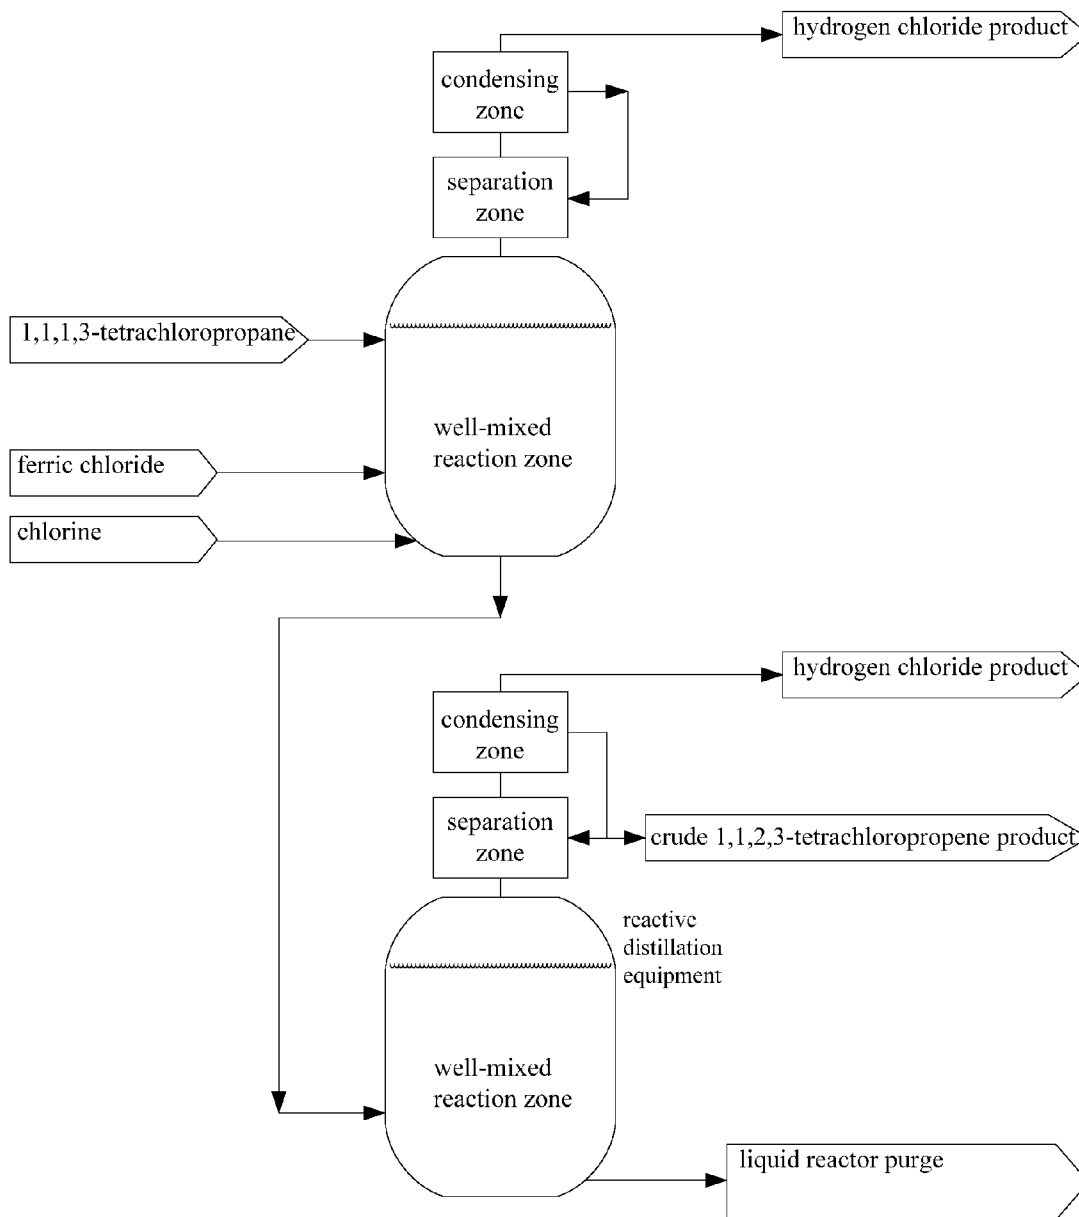 hydrogen chloride product
condensing
zone
separation
zone
1,1,1,3-tetrachloropropane
well-mixed
reaction zone
ferric chloride
chlorine
hydrogen chloride product
condensing
zone
separation
zone
crude 1,1,2,3-tetrachloropropene product
reactive
distillation
equipment
well-mixed
reaction zone
liquid reactor purge